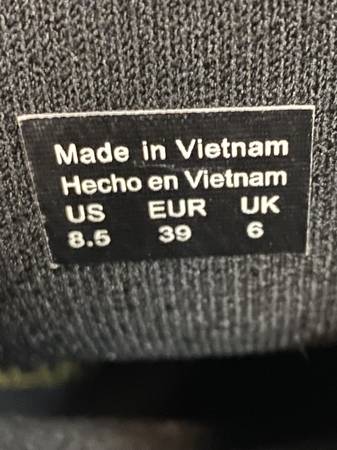 Made in Vietnam
Hecho en Vietnam
US EUR UK
8.5 39 6